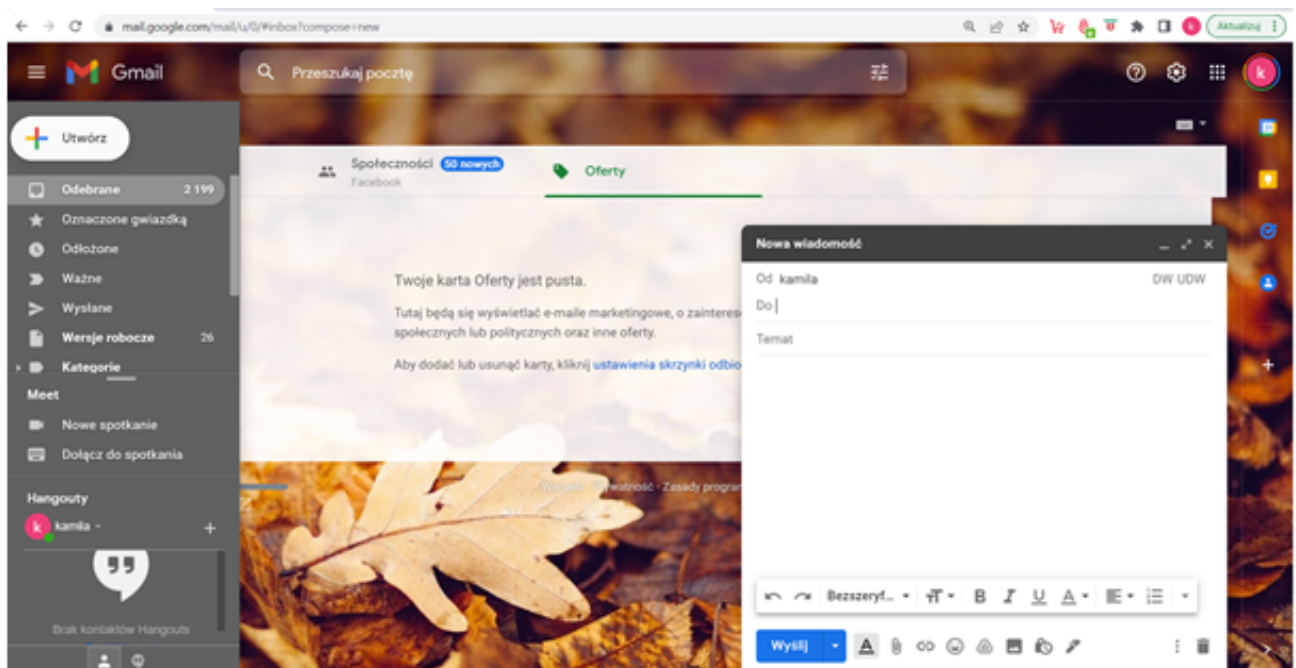 mail.google.com/mail/u/0/#inbox?compose=new
Aktualizuj
Gmail
Przeszukaj pocztę
k
Utwórz
Społeczności 50 nowych
Facebook
Oferty
Odebrane 2 199
Oznaczone gwiazdką
Odłożone
Ważne
Wysłane
Wersje robocze 26
Kategorie
Meet
Nowe spotkanie
Dołącz do spotkania
Hangouty
k kamila
Brak kontaktów Hangouts
Twoje karta Oferty jest pusta.
Tutaj będą się wyświetlać e-maile marketingowe, o zainteres
społecznych lub politycznych oraz inne oferty.
Aby dodać lub usunąć karty, kliknij ustawienia skrzynki odbio
Zasady program
Nowa wiadomość
Od kamila DW UDW
Do
Temat
Bezszeryf...
B I U A
Wyślij A